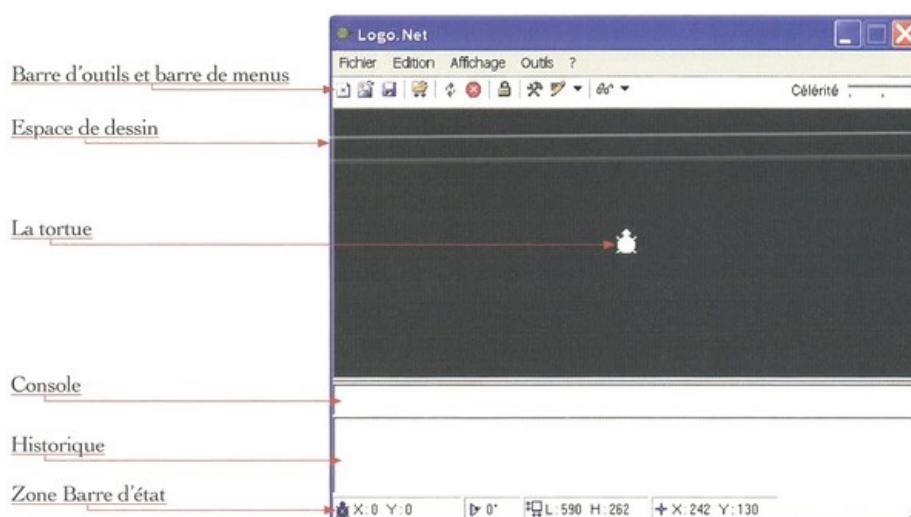 Logo.Net
Fichier Edition Affichage Outils ?
Barre d'outils et barre de menus
Célérité
Espace de dessin
La tortue
Console
Historique
Zone Barre d'état
X:0 Y:0 0° L:590 H:262 X:242 Y:130